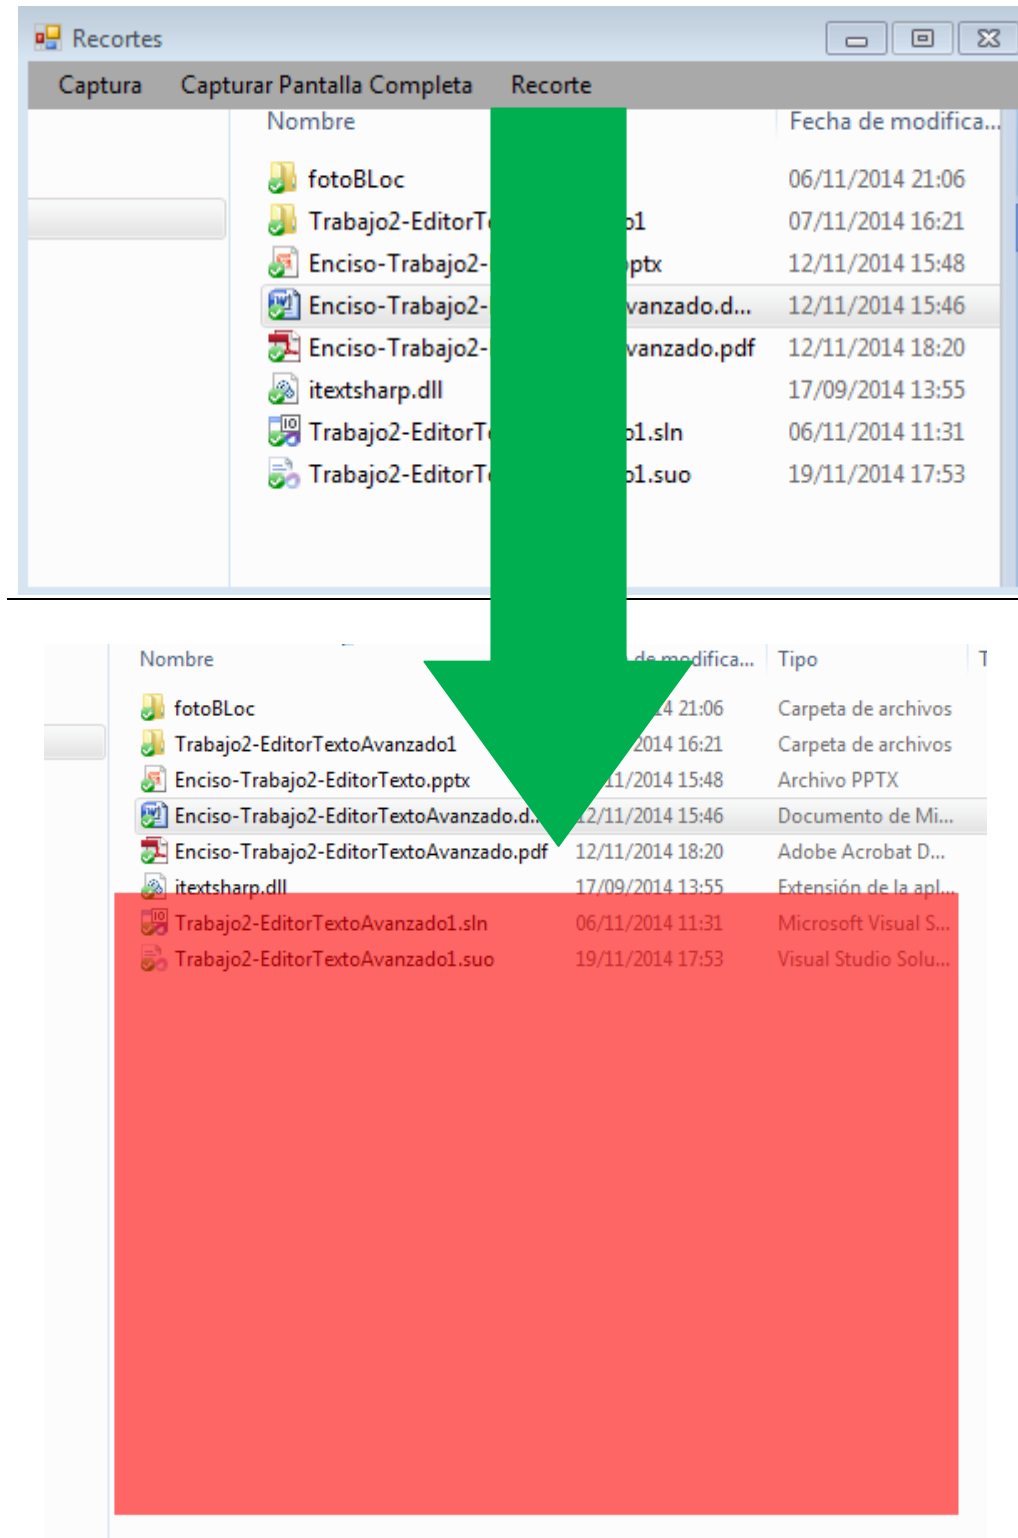 Recortes
Captura Capturar Pantalla Completa Recorte
Nombre Fecha de modifica...
fotoBLoc 06/11/2014 21:06
Trabajo2-EditorT o1 07/11/2014 16:21
Enciso-Trabajo2- ptx 12/11/2014 15:48
Enciso-Trabajo2- vanzado.d... 12/11/2014 15:46
Enciso-Trabajo2- vanzado.pdf 12/11/2014 18:20
itextsharp.dll 17/09/2014 13:55
Trabajo2-EditorT o1.sln 06/11/2014 11:31
Trabajo2-EditorT o1.suo 19/11/2014 17:53
Nombre de modifica... Tipo T
fotoBLoc 4 21:06 Carpeta de archivos
Trabajo2-EditorTextoAvanzado1 2014 16:21 Carpeta de archivos
Enciso-Trabajo2-EditorTexto.pptx 11/2014 15:48 Archivo PPTX
Enciso-Trabajo2-EditorTextoAvanzado.d... 12/11/2014 15:46 Documento de Mi...
Enciso-Trabajo2-EditorTextoAvanzado.pdf 12/11/2014 18:20 Adobe Acrobat D...
itextsharp.dll 17/09/2014 13:55 Extensión de la apl...
Trabajo2-EditorTextoAvanzado1.sln 06/11/2014 11:31 Microsoft Visual S...
Trabajo2-EditorTextoAvanzado1.suo 19/11/2014 17:53 Visual Studio Solu...